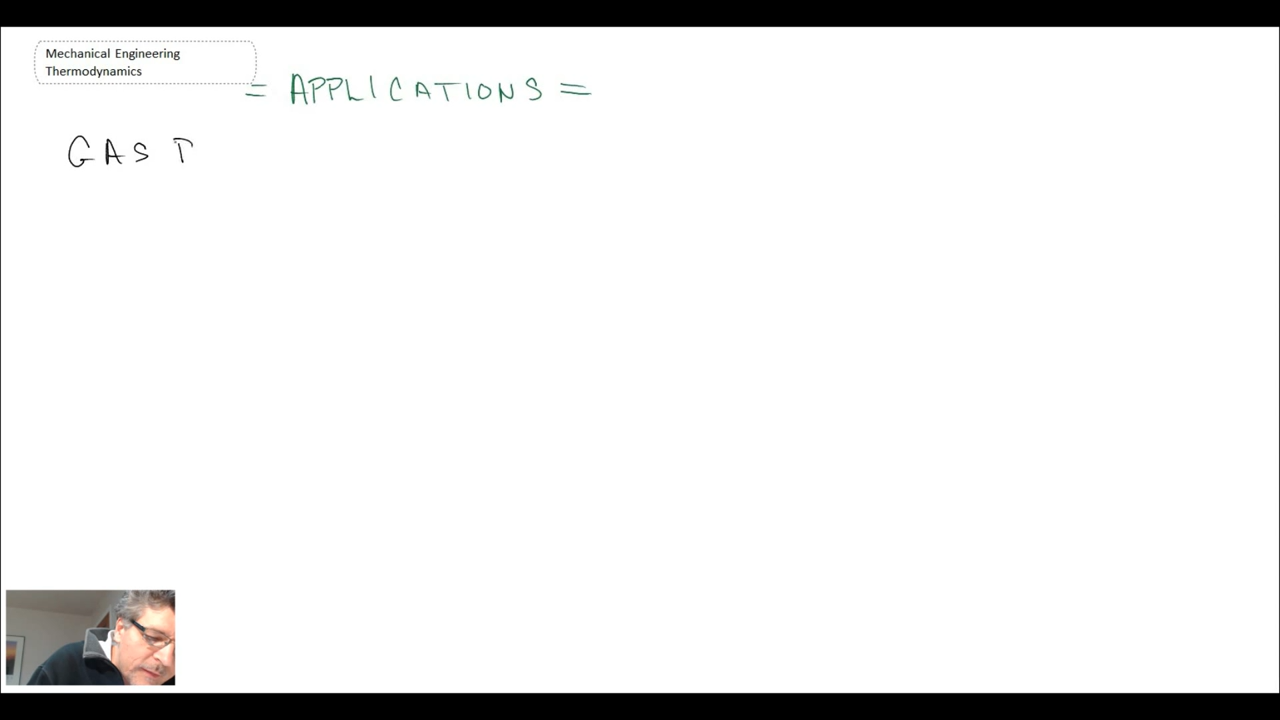 Mechanical Engineering
Thermodynamics
= APPLICATIONS =
GAS T